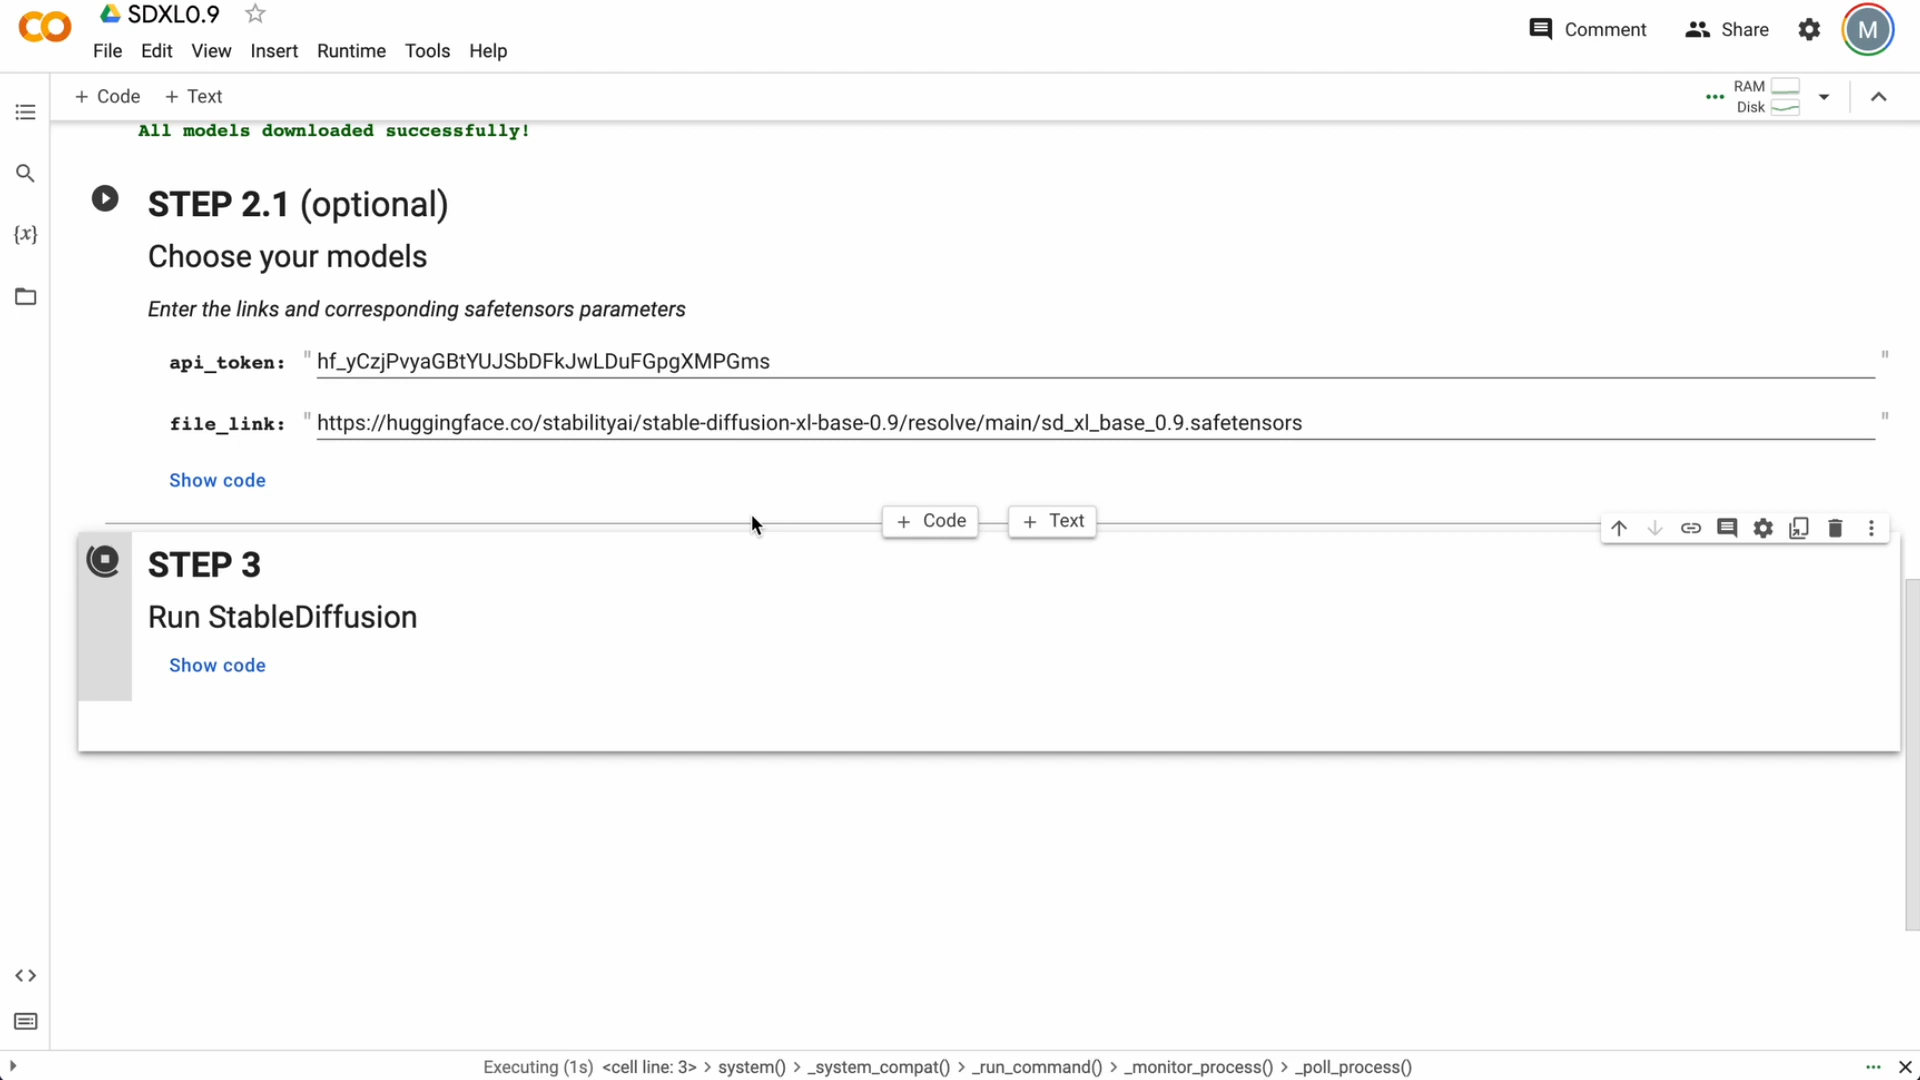 SDXL0.9
Comment
Share
M
File Edit View Insert Runtime Tools Help
+ Code + Text
RAM
Disk
All models downloaded successfully!
STEP 2.1 (optional)
Choose your models
Enter the links and corresponding safetensors parameters
api_token: " 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 "
file_link: " https://huggingface.co/stabilityai/stable-diffusion-xl-base-0.9/resolve/main/sd_xl_base_0.9.safetensors "
Show code
+ Code + Text
STEP 3
Run StableDiffusion
Show code
Executing (1s) <cell line: 3> > system() > _system_compat() > _run_command() > _monitor_process() > _poll_process()